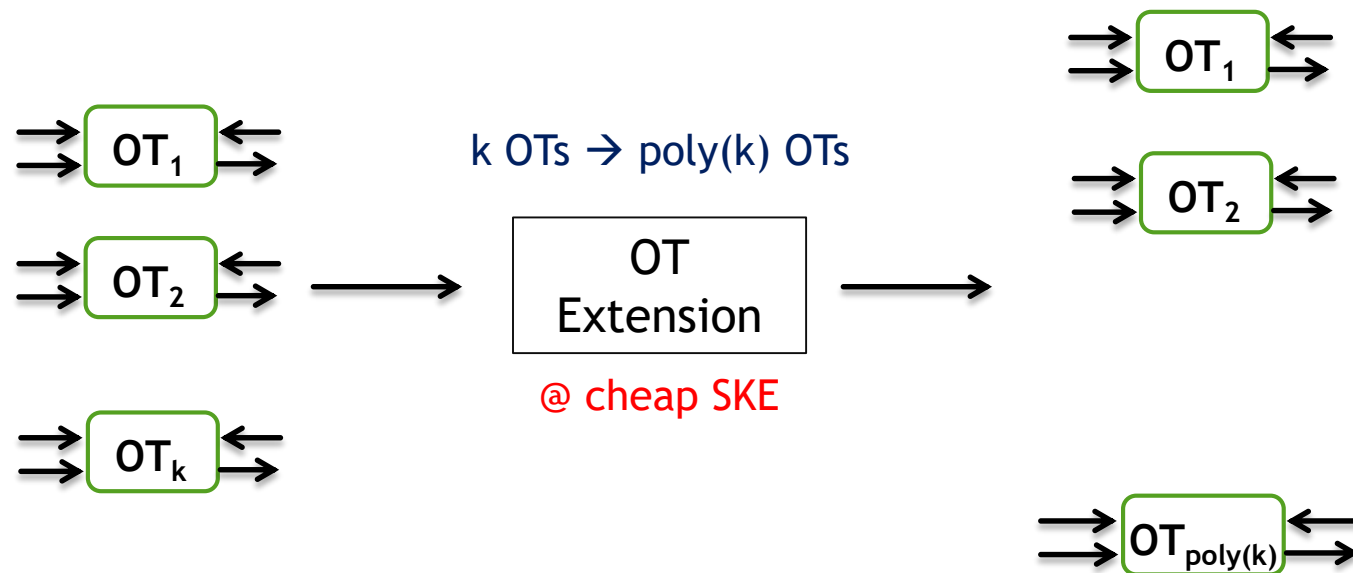 OT₁
OT₂
OTₖ
k OTs → poly(k) OTs
OT
Extension
@ cheap SKE
OT₁
OT₂
OTpoly(k)